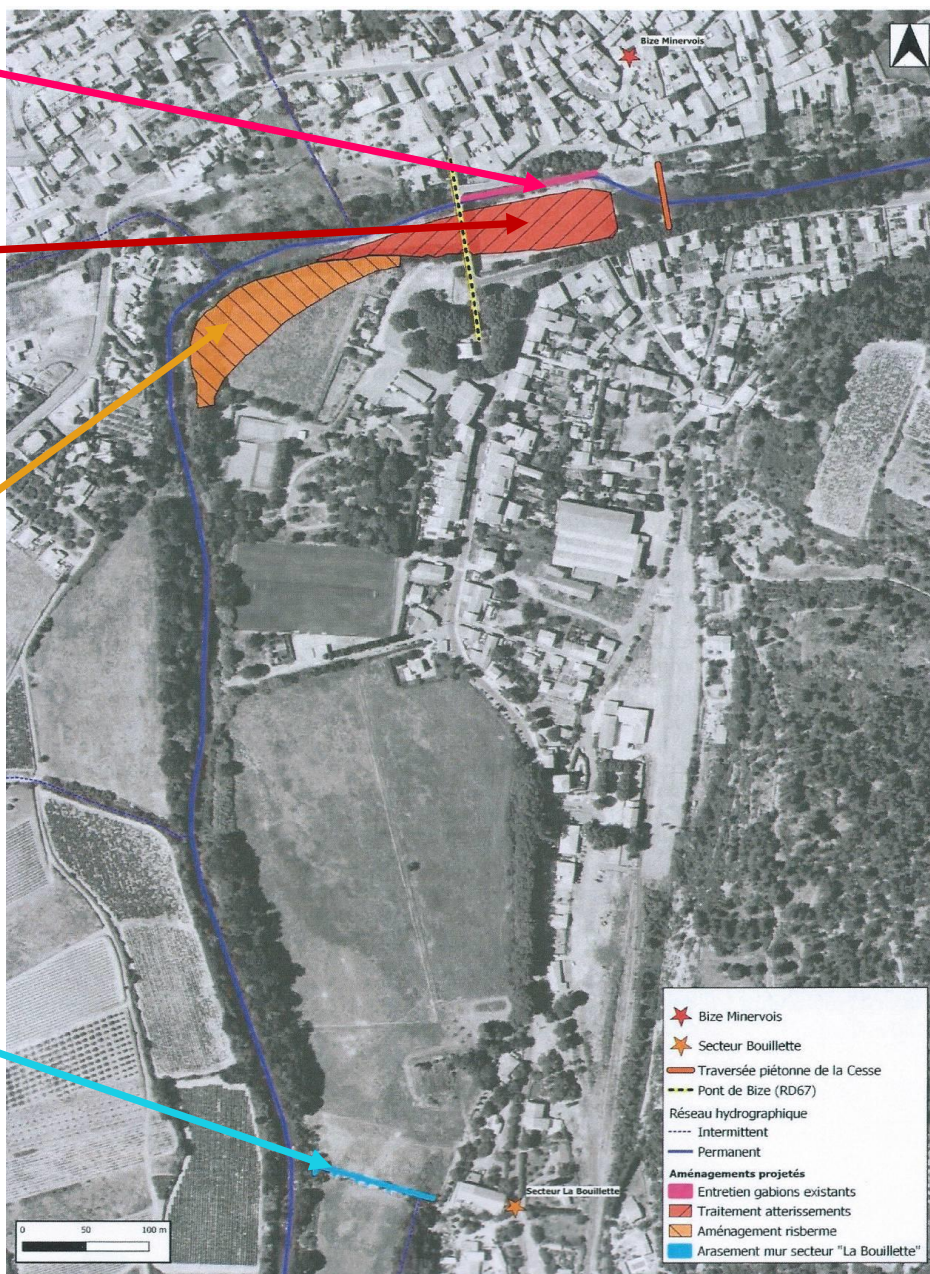 Bize Minervois
Secteur La Bouillette
0 50 100 m
Bize Minervois
Secteur Bouillette
Traversée piétonne de la Cesse
Pont de Bize (RD67)
Réseau hydrographique
Intermittent
Permanent
Aménagements projetés
Entretien gabions existants
Traitement atterissements
Aménagement risberme
Arasement mur secteur "La Bouillette"